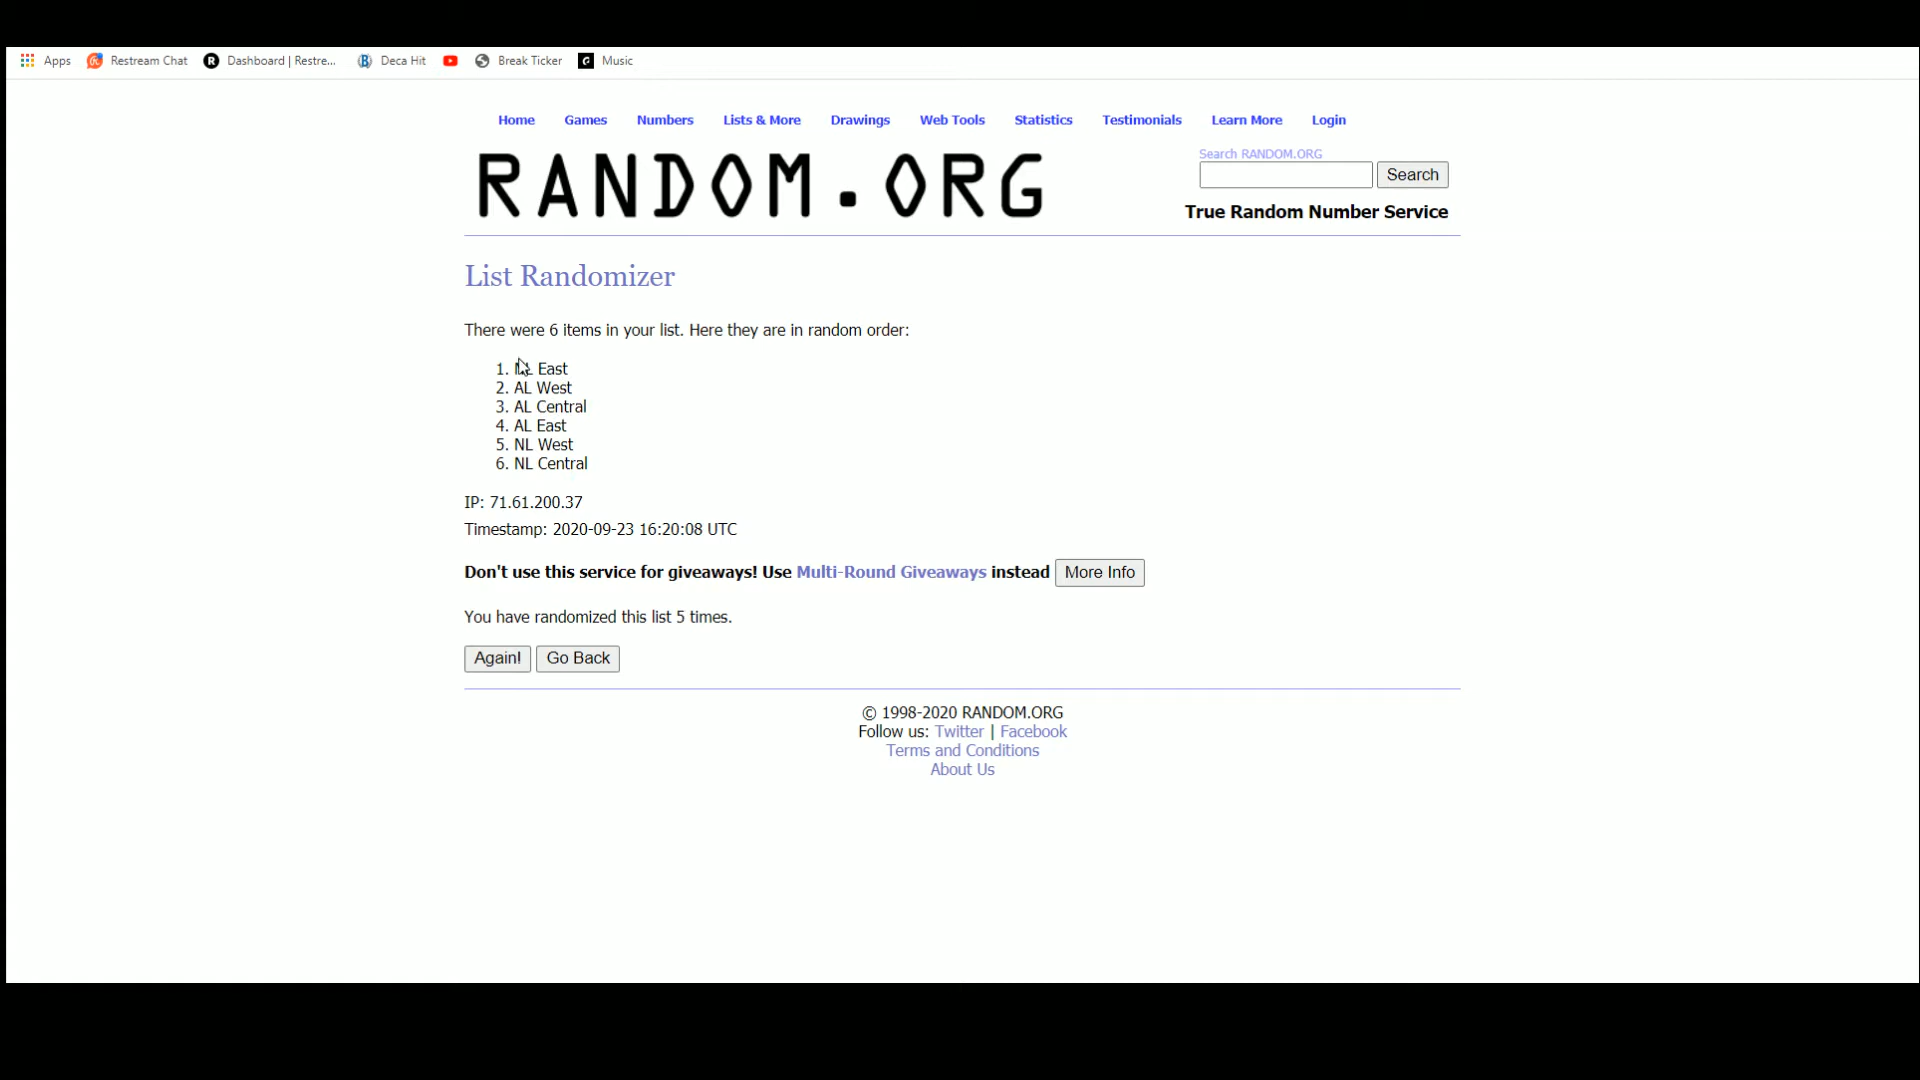 Apps Restream Chat Dashboard | Restre... Deca Hit Break Ticker Music
Home Games Numbers Lists & More Drawings Web Tools Statistics Testimonials Learn More Login
RANDOM.ORG
Search RANDOM.ORG
Search
True Random Number Service
List Randomizer
There were 6 items in your list. Here they are in random order:
1. NL East
2. AL West
3. AL Central
4. AL East
5. NL West
6. NL Central
IP: 71.61.200.37
Timestamp: 2020-09-23 16:20:08 UTC
Don't use this service for giveaways! Use Multi-Round Giveaways instead More Info
You have randomized this list 5 times.
Again! Go Back
© 1998-2020 RANDOM.ORG
Follow us: Twitter | Facebook
Terms and Conditions
About Us